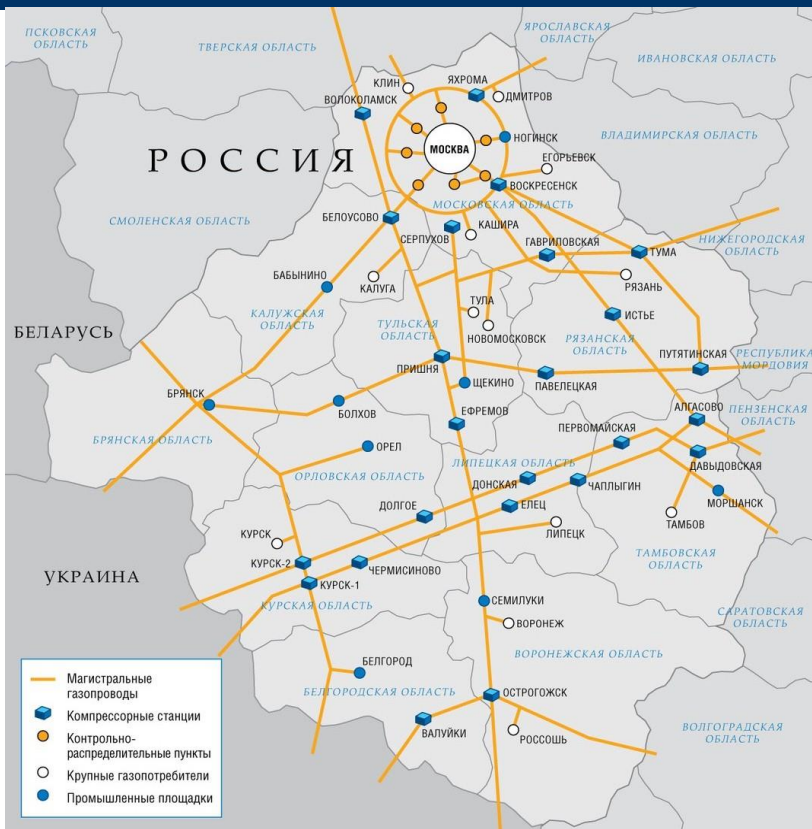 ПСКОВСКАЯ
ОБЛАСТЬ
ТВЕРСКАЯ ОБЛАСТЬ
ЯРОСЛАВСКАЯ
ОБЛАСТЬ
ИВАНОВСКАЯ ОБЛАСТЬ
КЛИН
ЯХРОМА
ДМИТРОВ
ВОЛОКОЛАМСК
НОГИНСК
ВЛАДИМИРСКАЯ ОБЛАСТЬ
МОСКВА
ЕГОРЬЕВСК
РОССИЯ
ВОСКРЕСЕНСК
МОСКОВСКАЯ ОБЛАСТЬ
СМОЛЕНСКАЯ ОБЛАСТЬ
БЕЛОУСОВО
КАШИРА
СЕРПУХОВ
ГАВРИЛОВСКАЯ
ТУМА
НИЖЕГОРОДСКАЯ
ОБЛАСТЬ
БАБЫНИНО
КАЛУГА
РЯЗАНЬ
ТУЛА
КАЛУЖСКАЯ
ОБЛАСТЬ
ИСТЬЕ
БЕЛАРУСЬ
ТУЛЬСКАЯ
ОБЛАСТЬ
НОВОМОСКОВСК
РЯЗАНСКАЯ
ОБЛАСТЬ
ПУТЯТИНСКАЯ
РЕСПУБЛИКА
МОРДОВИЯ
ПРИШНЯ
ЩЕКИНО
ПАВЕЛЕЦКАЯ
БРЯНСК
БОЛХОВ
ЕФРЕМОВ
АЛГАСОВО
ПЕНЗЕНСКАЯ
ОБЛАСТЬ
БРЯНСКАЯ ОБЛАСТЬ
ОРЕЛ
ПЕРВОМАЙСКАЯ
ЛИПЕЦКАЯ ОБЛАСТЬ
ДАВЫДОВСКАЯ
ОРЛОВСКАЯ ОБЛАСТЬ
ДОНСКАЯ
ЧАПЛЫГИН
МОРШАНСК
ДОЛГОЕ
ЕЛЕЦ
ТАМБОВ
КУРСК
ЛИПЕЦК
ТАМБОВСКАЯ
ОБЛАСТЬ
КУРСК-2
ЧЕРМИСИНОВО
УКРАИНА
КУРСК-1
КУРСКАЯ ОБЛАСТЬ
СЕМИЛУКИ
САРАТОВСКАЯ
ОБЛАСТЬ
ВОРОНЕЖ
ВОРОНЕЖСКАЯ ОБЛАСТЬ
БЕЛГОРОД
БЕЛГОРОДСКАЯ ОБЛАСТЬ
ОСТРОГОЖСК
ВАЛУЙКИ
РОССОШЬ
ВОЛГОГРАДСКАЯ
ОБЛАСТЬ
Магистральные
газопроводы
Компрессорные станции
Контрольно-
распределительные пункты
Крупные газопотребители
Промышленные площадки